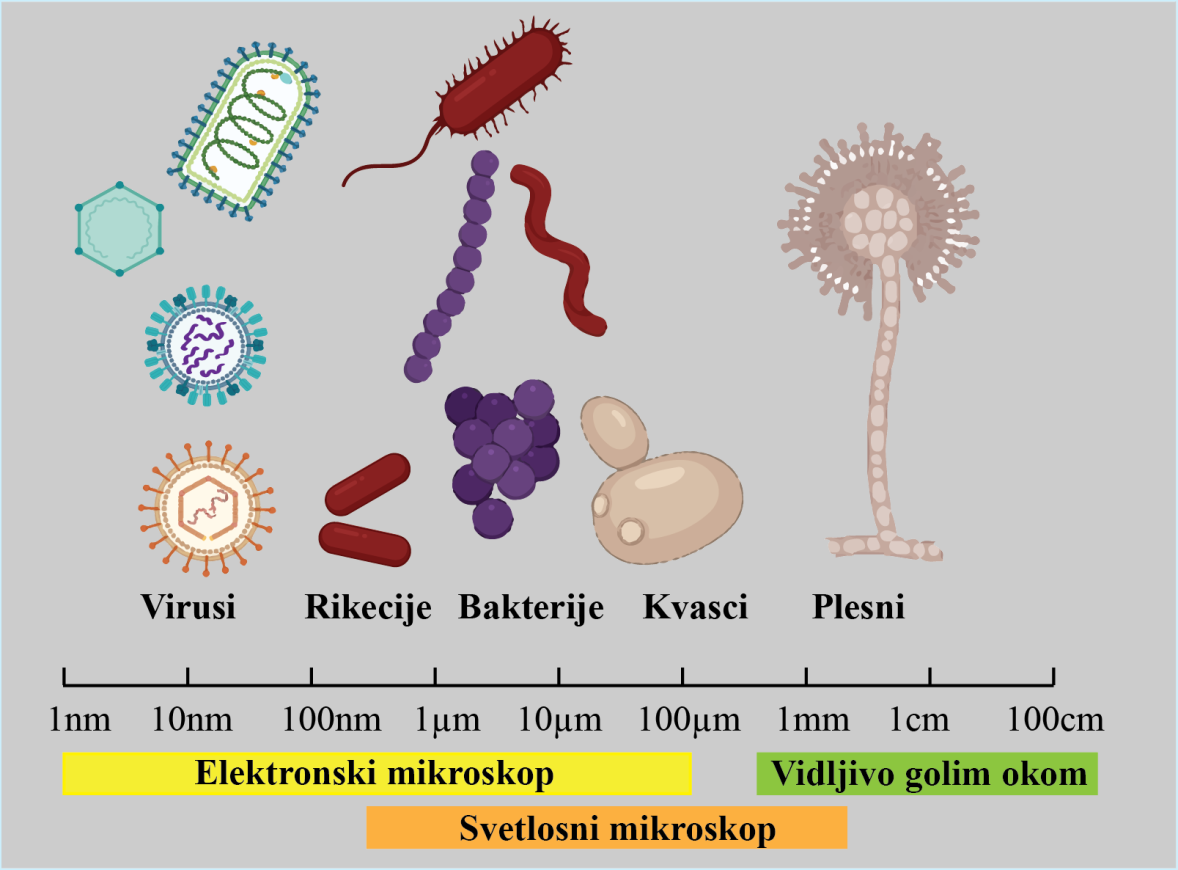 Virusi Rikecije Bakterije Kvasci Plesni
1nm 10nm 100nm 1µm 10µm 100µm 1mm 1cm 100cm
Elektronski mikroskop Vidljivo golim okom
Svetlosni mikroskop